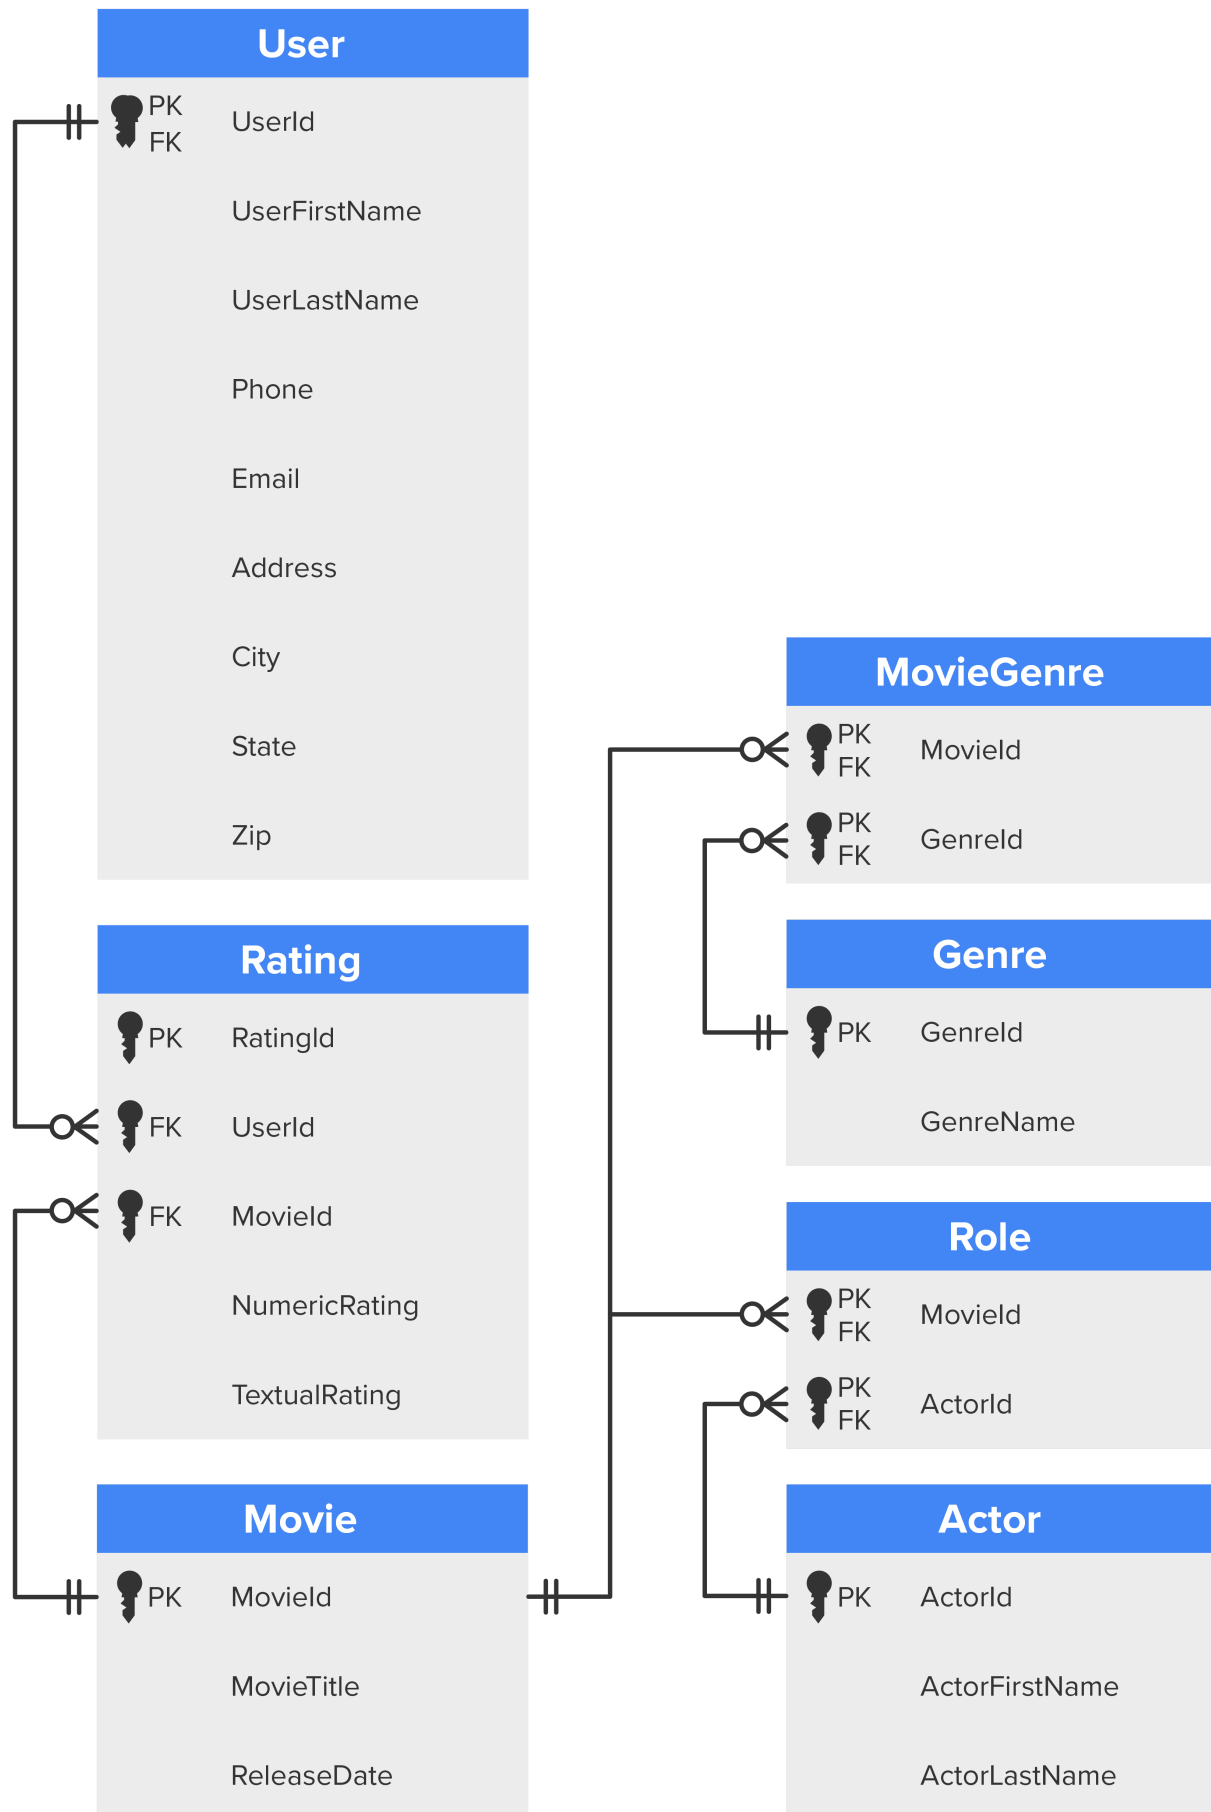 User
PK
FK
UserId
UserFirstName
UserLastName
Phone
Email
Address
City
State
Zip
Rating
PK RatingId
FK UserId
FK MovieId
NumericRating
TextualRating
Movie
PK MovieId
MovieTitle
ReleaseDate
MovieGenre
PK
FK
MovieId
PK
FK
GenreId
Genre
PK GenreId
GenreName
Role
PK
FK
MovieId
PK
FK
ActorId
Actor
PK ActorId
ActorFirstName
ActorLastName